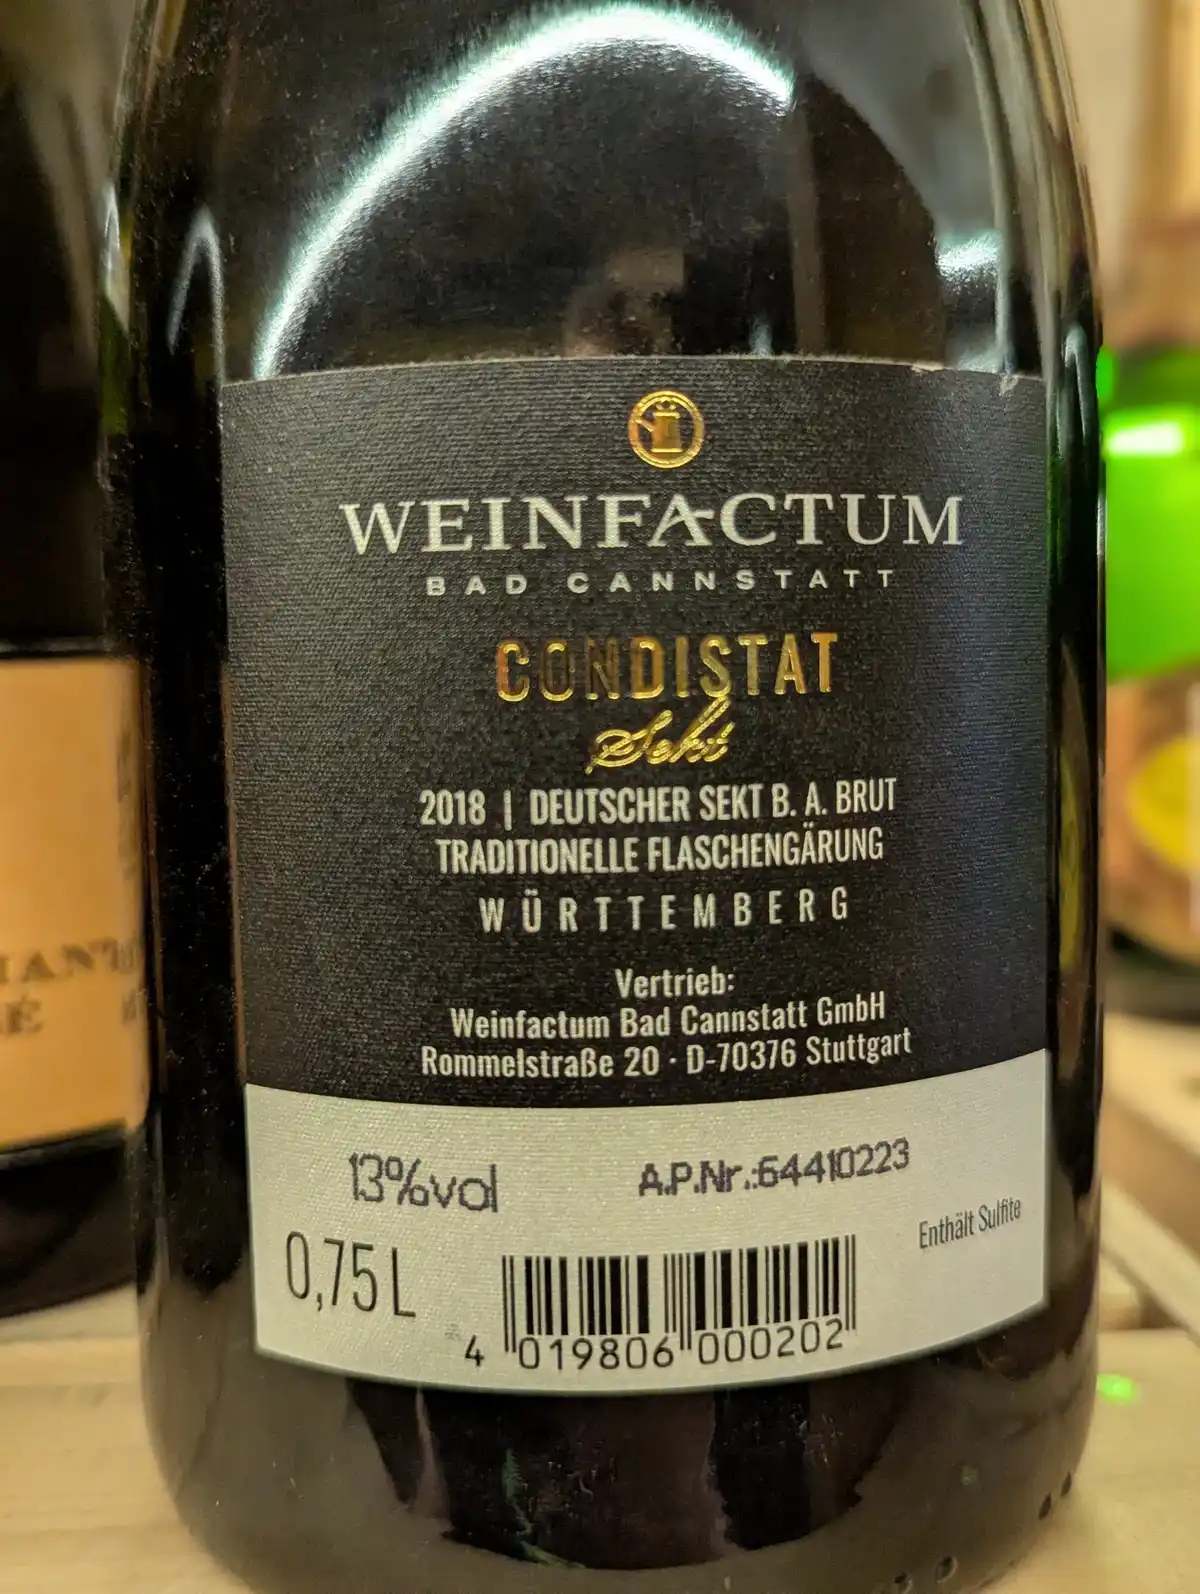 WEINFACTUM
BAD CANNSTATT
CONDISTAT
Sekt
2018 | DEUTSCHER SEKT B. A. BRUT
TRADITIONELLE FLASCHENGÄRUNG
WÜRTTEMBERG
Vertrieb:
Weinfactum Bad Cannstatt GmbH
Rommelstraße 20 · D-70376 Stuttgart
13%vol A.P.Nr.:64410223
Enthält Sulfite
0,75 L
4 019806 000202